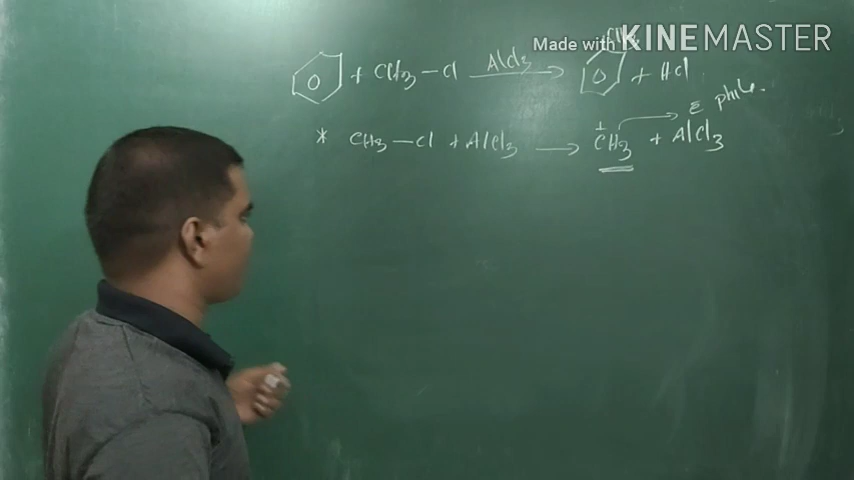 Made with KINEMASTER
+ CH3 — Cl AlCl3 → + HCl
E phile.
* CH3 — Cl + AlCl3 → +CH3 + AlCl3